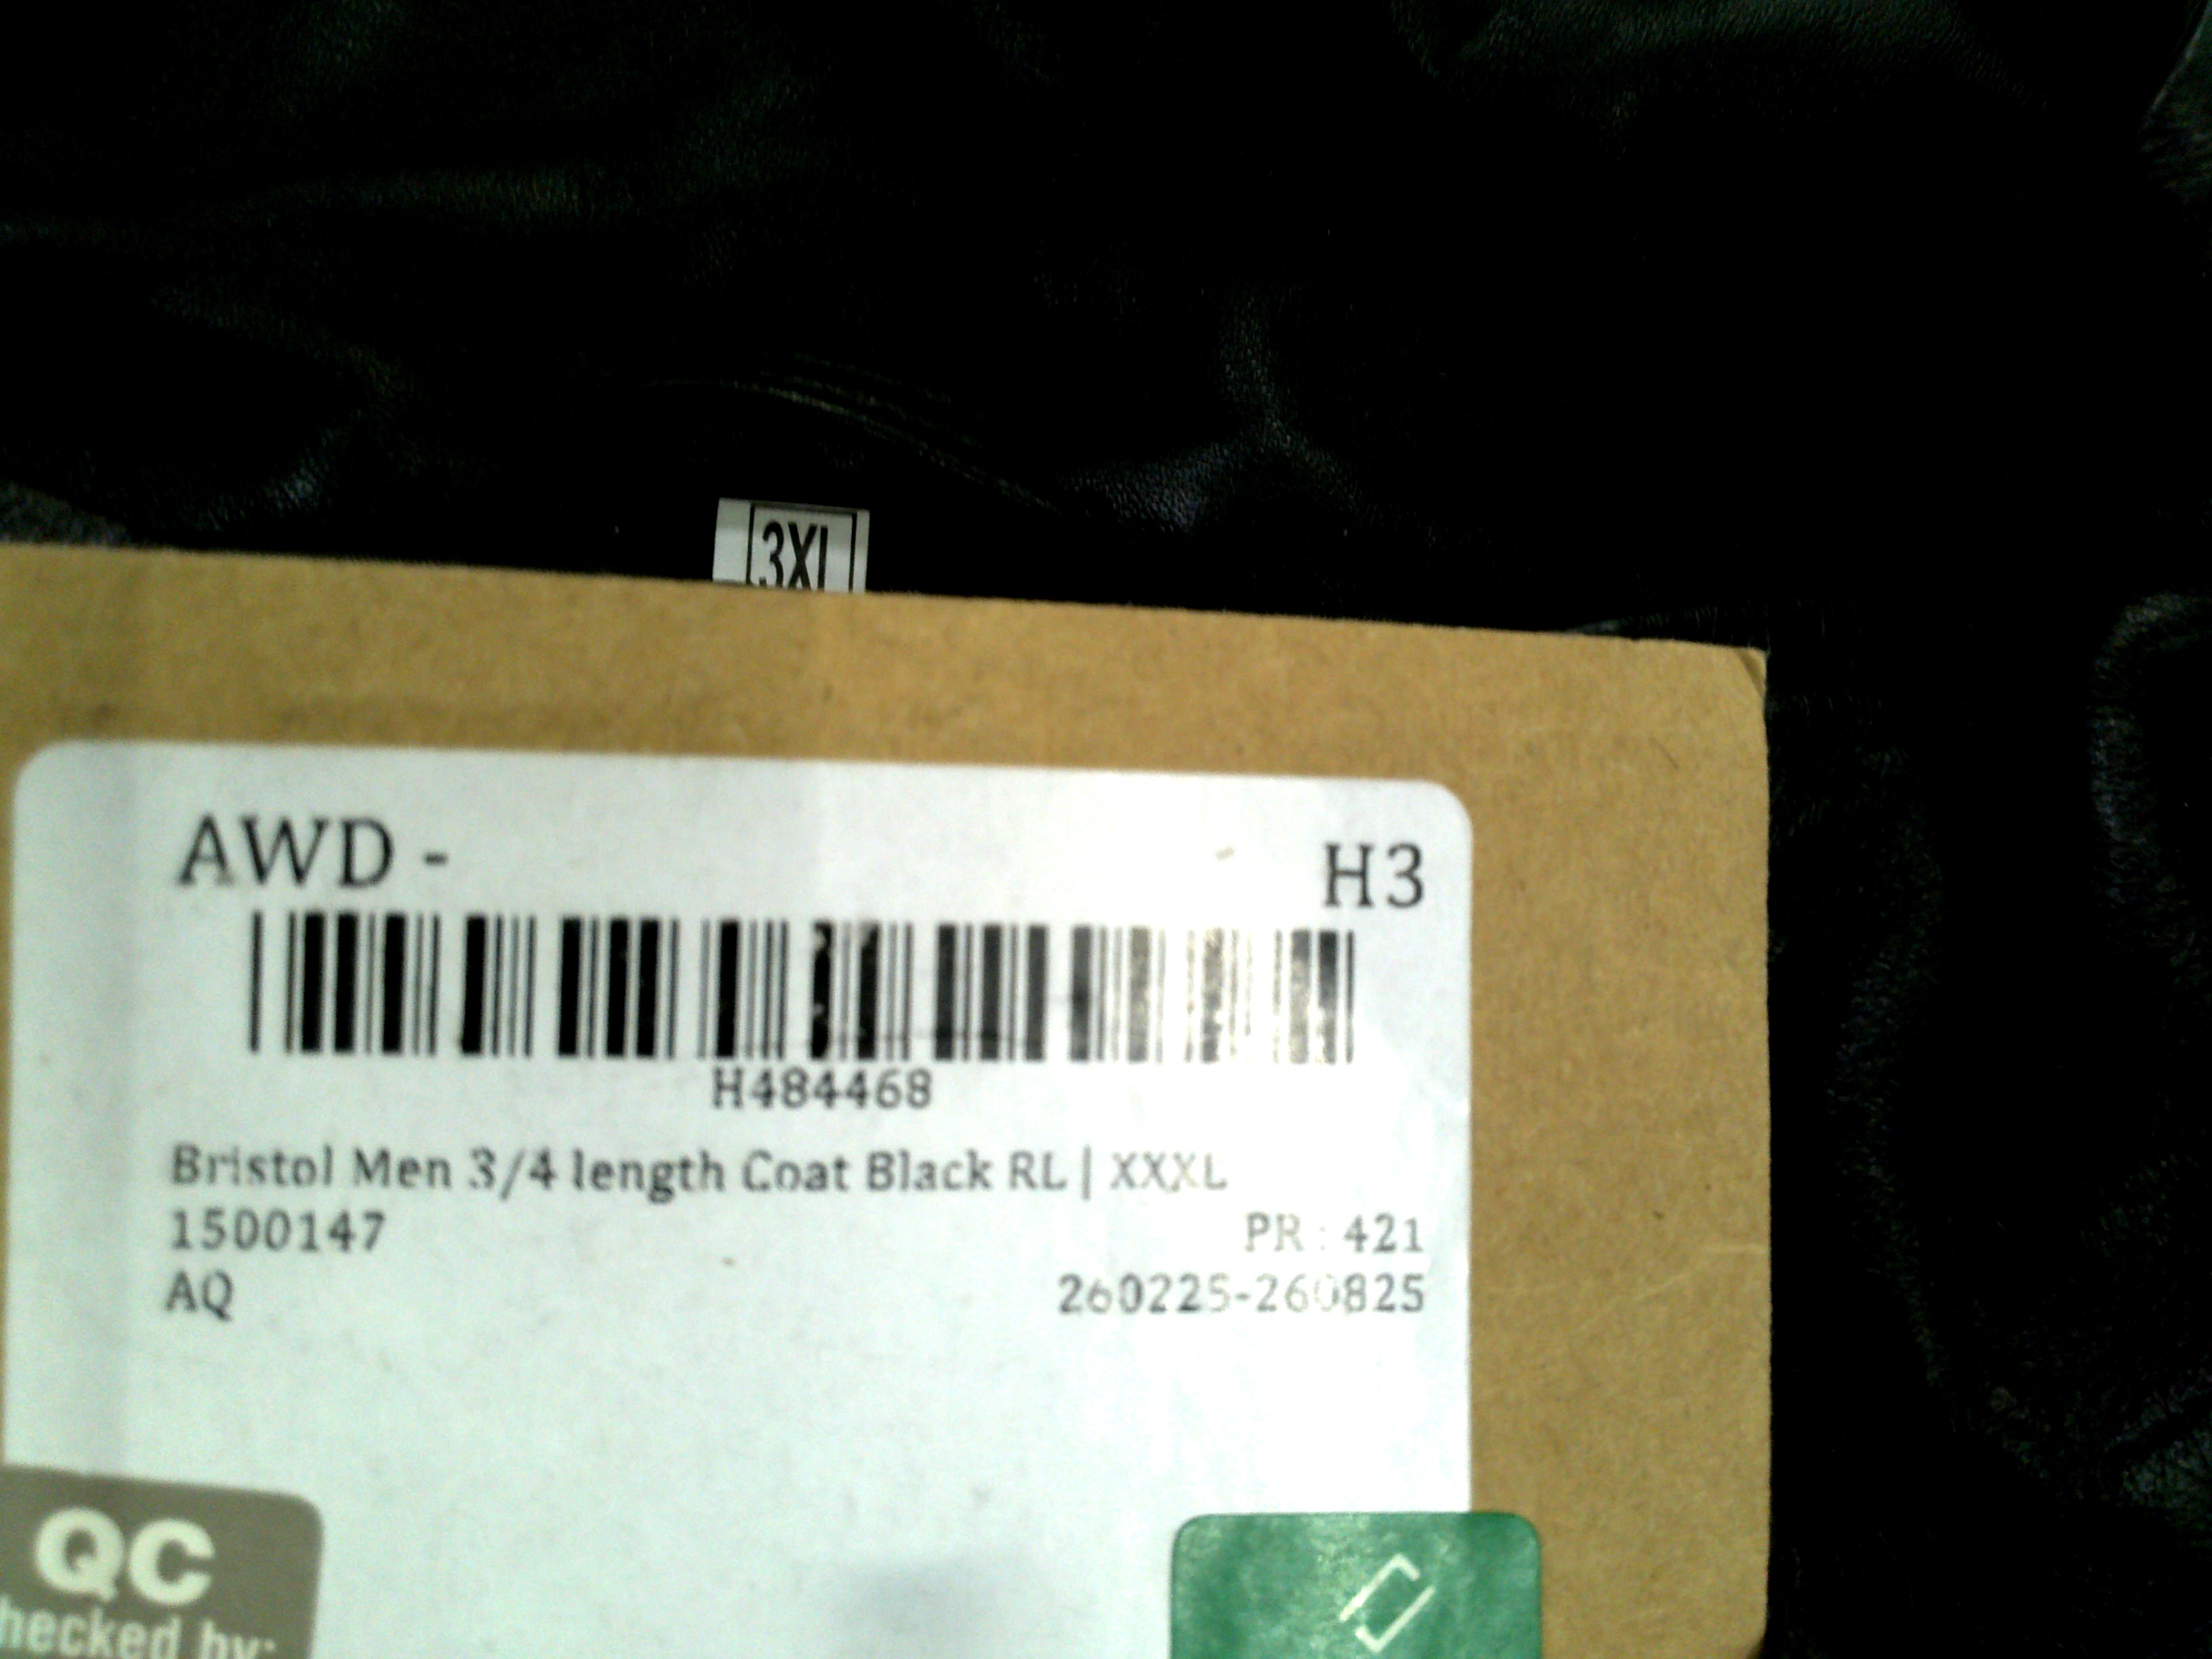 3XL
AWD - H3
H484468
Bristol Men 3/4 length Coat Black RL | XXXL
1500147 PR : 421
AQ 260225-260825
QC
hecked by: